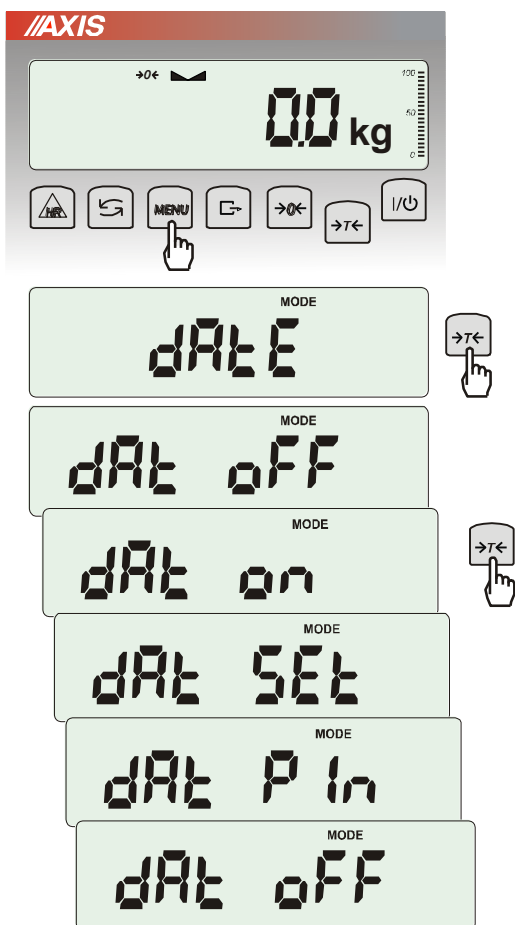 //AXIS
→0←
100
0.0 kg
50
0
HR MENU →0← →T← I/⏻
MODE
dAtE
→T←
MODE
dAt oFF
MODE
dAt on
→T←
MODE
dAt SEt
MODE
dAt PIn
MODE
dAt oFF